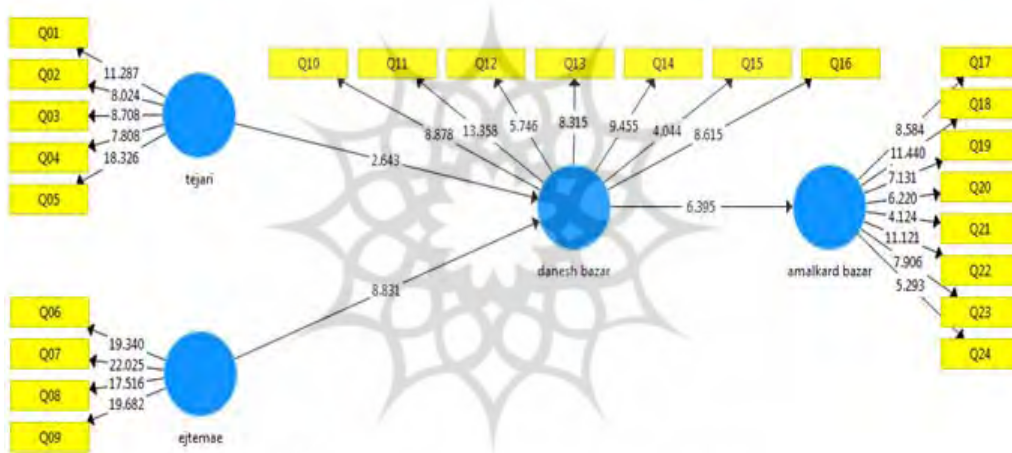 Q01
Q02
Q03
Q04
Q05
11.287
8.024
8.708
7.808
18.326
tejari
Q06
Q07
Q08
Q09
19.340
22.025
17.516
19.682
ejtemae
2.643
8.831
Q10
Q11
Q12
Q13
Q14
Q15
Q16
8.878
13.358
5.746
8.315
9.455
4.044
8.615
danesh bazar
6.395
amalkard bazar
8.584
11.440
7.131
6.220
4.124
11.121
7.906
5.293
Q17
Q18
Q19
Q20
Q21
Q22
Q23
Q24